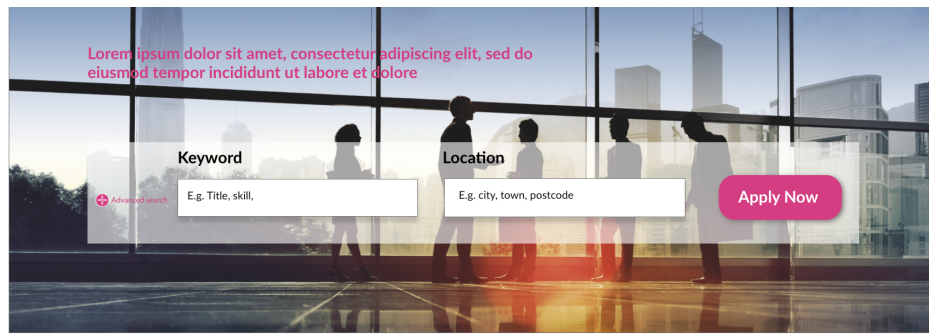 Lorem ipsum dolor sit amet, consectetur adipiscing elit, sed do
eiusmod tempor incididunt ut labore et dolore
Keyword
Location
Advanced search
E.g. Title, skill,
E.g. city, town, postcode
Apply Now